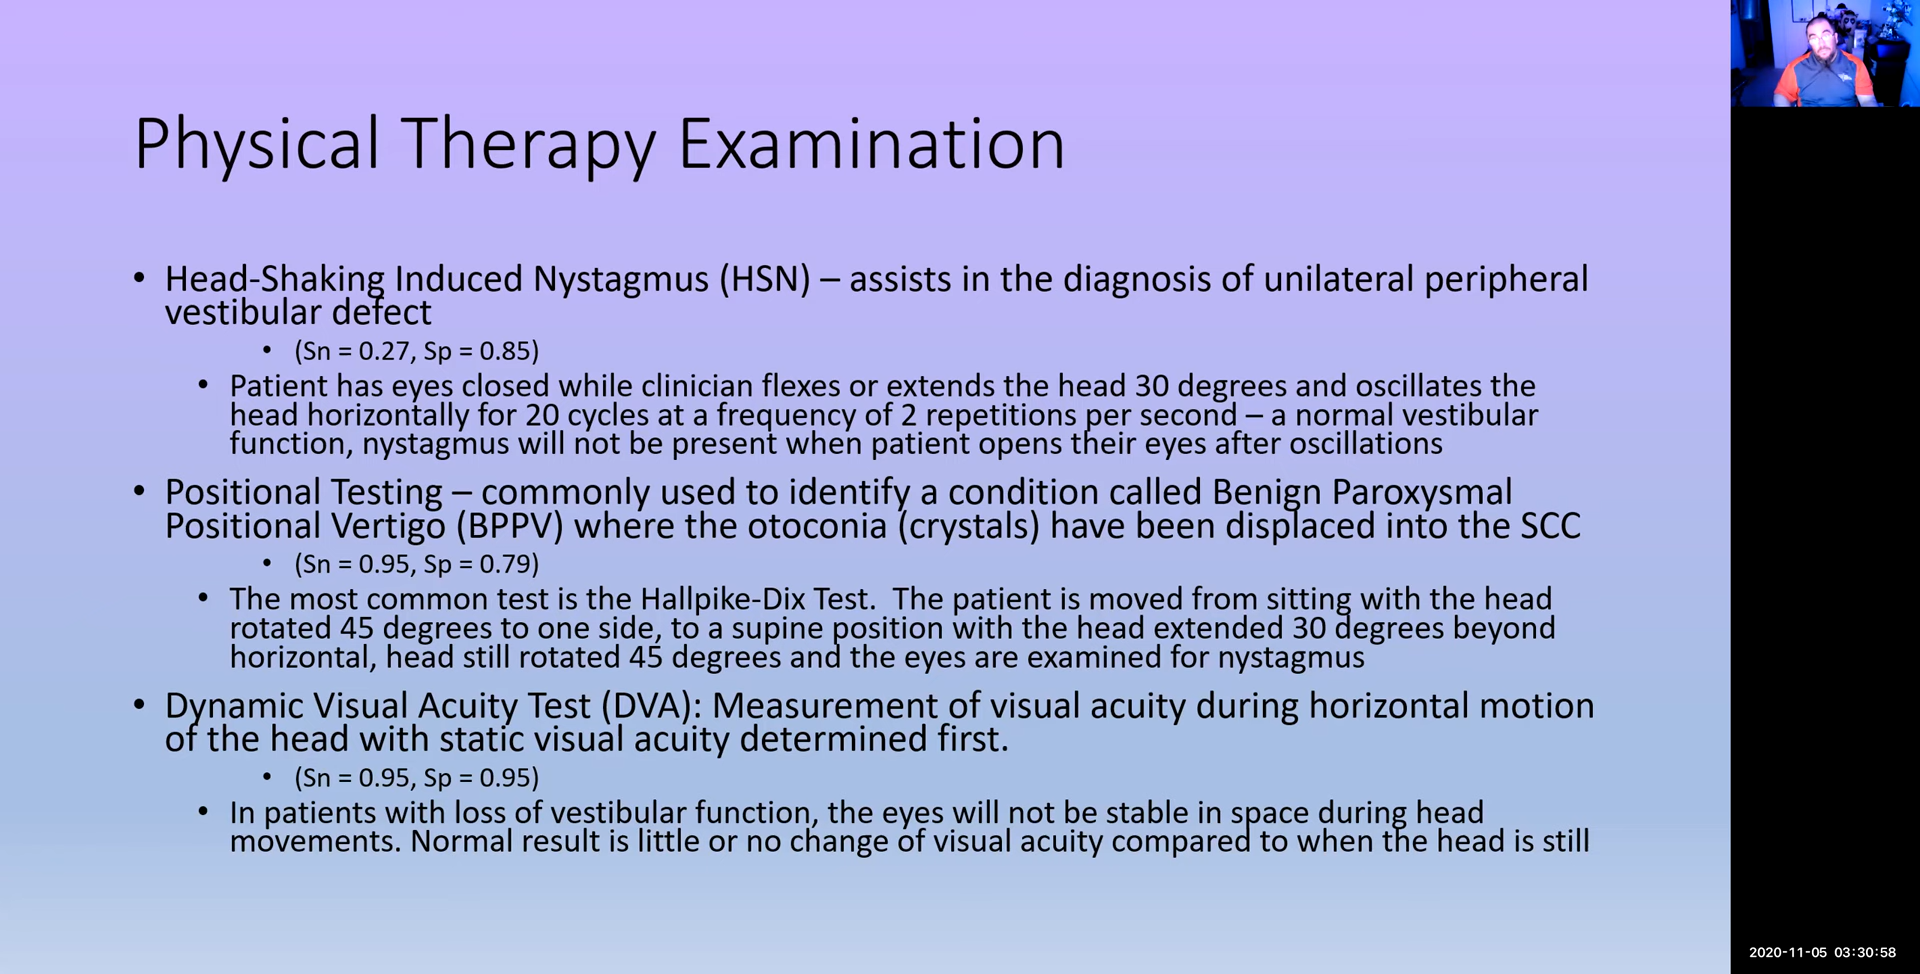 Physical Therapy Examination
• Head-Shaking Induced Nystagmus (HSN) – assists in the diagnosis of unilateral peripheral
vestibular defect
• (Sn = 0.27, Sp = 0.85)
• Patient has eyes closed while clinician flexes or extends the head 30 degrees and oscillates the
head horizontally for 20 cycles at a frequency of 2 repetitions per second – a normal vestibular
function, nystagmus will not be present when patient opens their eyes after oscillations
• Positional Testing – commonly used to identify a condition called Benign Paroxysmal
Positional Vertigo (BPPV) where the otoconia (crystals) have been displaced into the SCC
• (Sn = 0.95, Sp = 0.79)
• The most common test is the Hallpike-Dix Test.  The patient is moved from sitting with the head
rotated 45 degrees to one side, to a supine position with the head extended 30 degrees beyond
horizontal, head still rotated 45 degrees and the eyes are examined for nystagmus
• Dynamic Visual Acuity Test (DVA): Measurement of visual acuity during horizontal motion
of the head with static visual acuity determined first.
• (Sn = 0.95, Sp = 0.95)
• In patients with loss of vestibular function, the eyes will not be stable in space during head
movements. Normal result is little or no change of visual acuity compared to when the head is still
2020-11-05 03:30:58